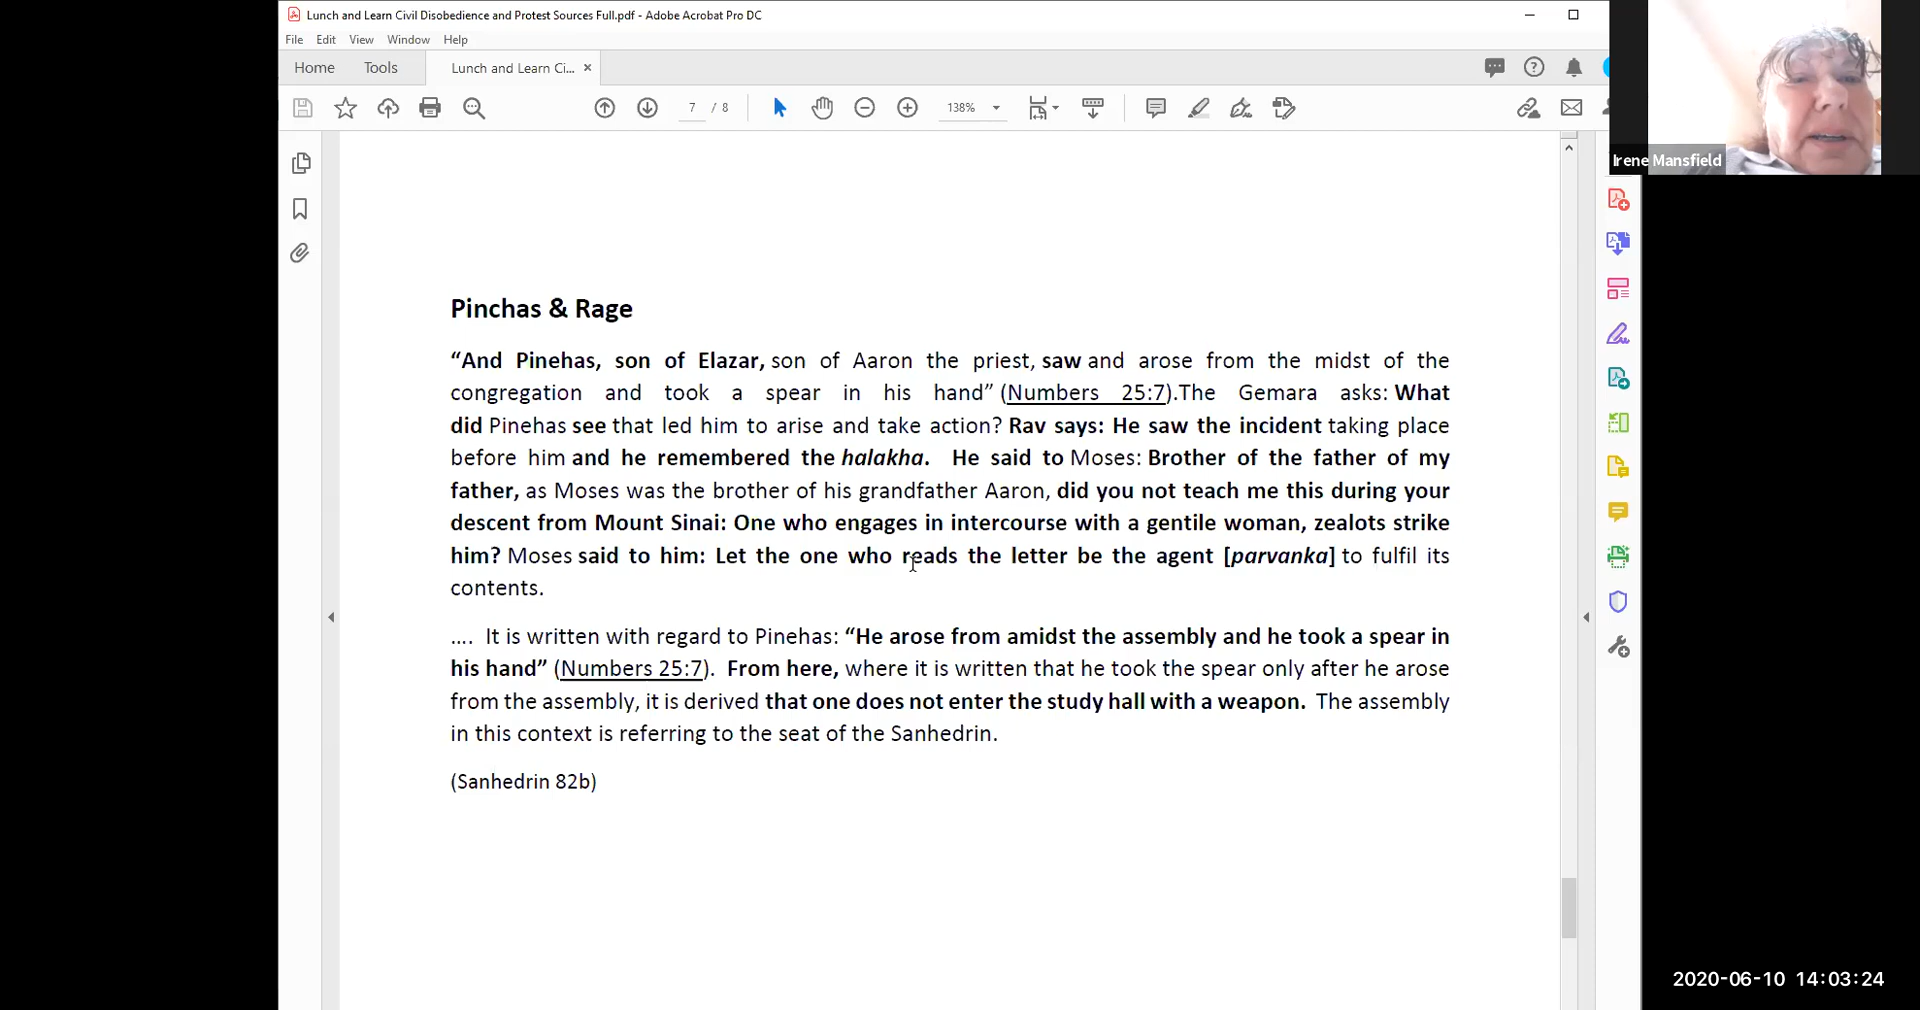 Lunch and Learn Civil Disobedience and Protest Sources Full.pdf - Adobe Acrobat Pro DC
File Edit View Window Help
Home Tools Lunch and Learn Ci... ×
7 / 8 138%
Irene Mansfield
Pinchas & Rage
“And Pinehas, son of Elazar, son of Aaron the priest, saw and arose from the midst of the
congregation and took a spear in his hand” (Numbers 25:7).The Gemara asks: What
did Pinehas see that led him to arise and take action? Rav says: He saw the incident taking place
before him and he remembered the halakha. He said to Moses: Brother of the father of my
father, as Moses was the brother of his grandfather Aaron, did you not teach me this during your
descent from Mount Sinai: One who engages in intercourse with a gentile woman, zealots strike
him? Moses said to him: Let the one who reads the letter be the agent [parvanka] to fulfil its
contents.
.... It is written with regard to Pinehas: “He arose from amidst the assembly and he took a spear in
his hand” (Numbers 25:7). From here, where it is written that he took the spear only after he arose
from the assembly, it is derived that one does not enter the study hall with a weapon. The assembly
in this context is referring to the seat of the Sanhedrin.
(Sanhedrin 82b)
2020-06-10 14:03:24